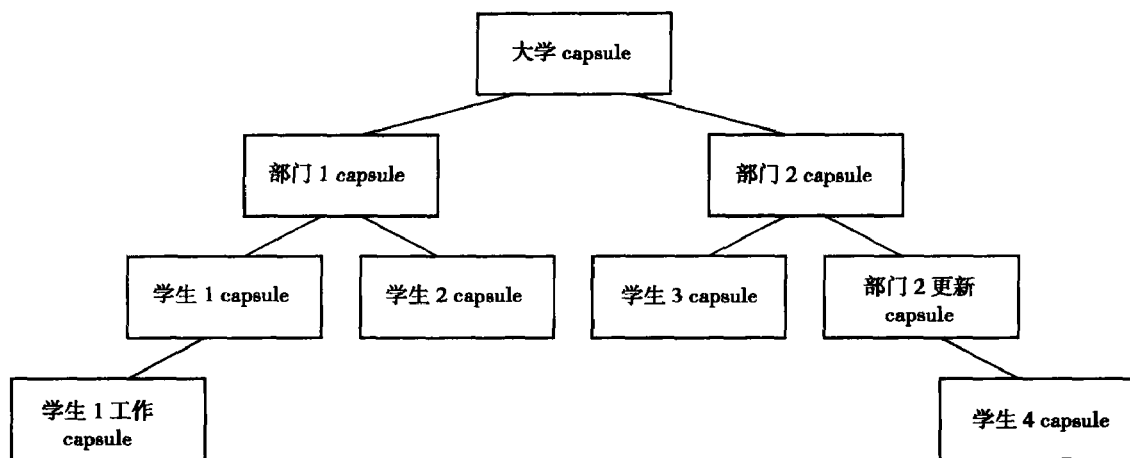 大学 capsule
部门 1 capsule
部门 2 capsule
学生 1 capsule
学生 2 capsule
学生 3 capsule
部门 2 更新
capsule
学生 1 工作
capsule
学生 4 capsule